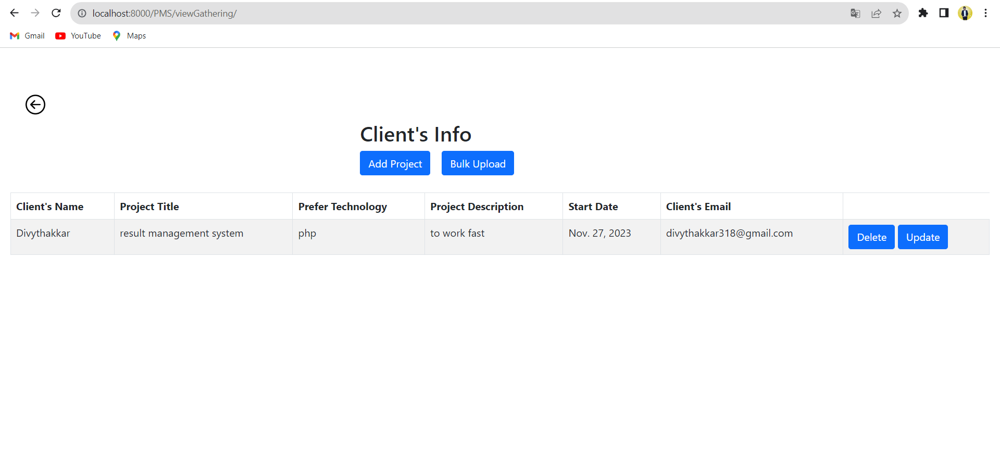 localhost:8000/PMS/viewGathering/
Gmail YouTube Maps
Client's Info
Add Project Bulk Upload
Client's Name Project Title Prefer Technology Project Description Start Date Client's Email
Divythakkar result management system php to work fast Nov. 27, 2023 divythakkar318@gmail.com Delete Update